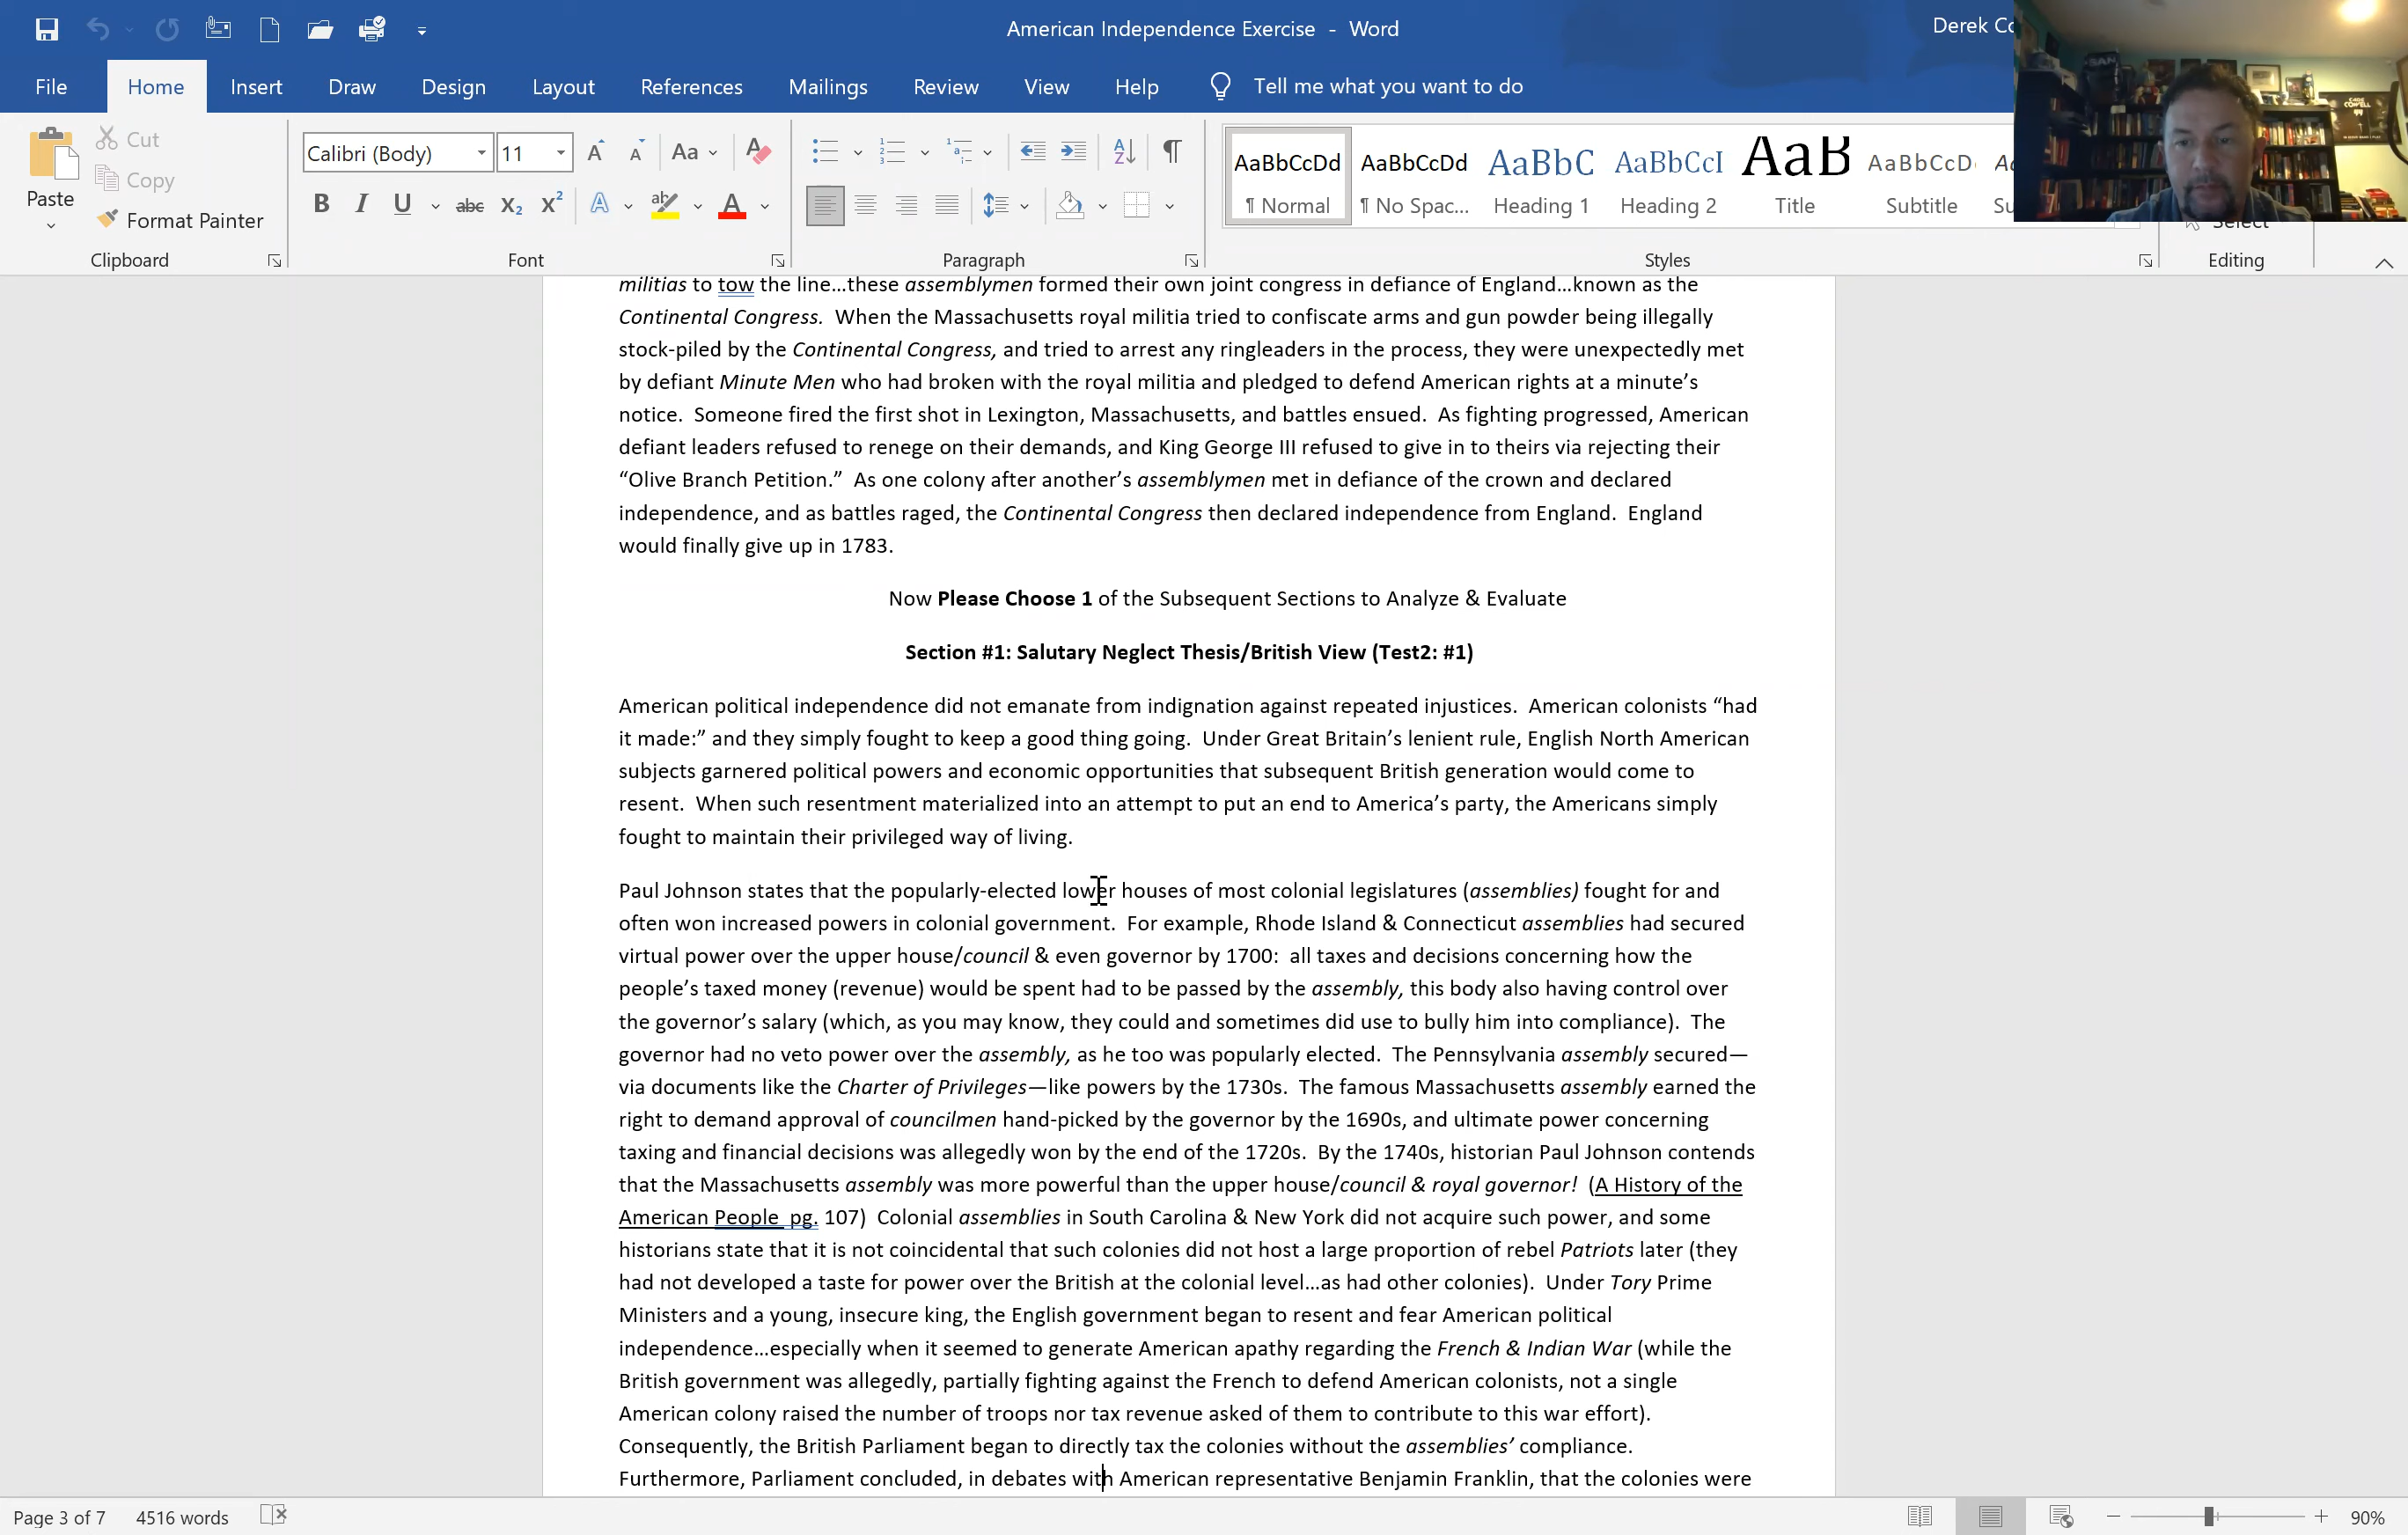 American Independence Exercise - Word
Derek Co
File Home Insert Draw Design Layout References Mailings Review View Help Tell me what you want to do
Paste
Cut
Copy
Format Painter
Clipboard
Calibri (Body) 11
Font
Paragraph
AaBbCcDd AaBbCcDd AaBbC AaBbCcI AaB AaBbCcD
¶ Normal ¶ No Spac... Heading 1 Heading 2 Title Subtitle Su
Styles
Select
Editing
militias to tow the line…these assemblymen formed their own joint congress in defiance of England…known as the
Continental Congress. When the Massachusetts royal militia tried to confiscate arms and gun powder being illegally
stock-piled by the Continental Congress, and tried to arrest any ringleaders in the process, they were unexpectedly met
by defiant Minute Men who had broken with the royal militia and pledged to defend American rights at a minute’s
notice. Someone fired the first shot in Lexington, Massachusetts, and battles ensued. As fighting progressed, American
defiant leaders refused to renege on their demands, and King George III refused to give in to theirs via rejecting their
“Olive Branch Petition.” As one colony after another’s assemblymen met in defiance of the crown and declared
independence, and as battles raged, the Continental Congress then declared independence from England. England
would finally give up in 1783.
Now Please Choose 1 of the Subsequent Sections to Analyze & Evaluate
Section #1: Salutary Neglect Thesis/British View (Test2: #1)
American political independence did not emanate from indignation against repeated injustices. American colonists “had
it made:” and they simply fought to keep a good thing going. Under Great Britain’s lenient rule, English North American
subjects garnered political powers and economic opportunities that subsequent British generation would come to
resent. When such resentment materialized into an attempt to put an end to America’s party, the Americans simply
fought to maintain their privileged way of living.
Paul Johnson states that the popularly-elected lower houses of most colonial legislatures (assemblies) fought for and
often won increased powers in colonial government. For example, Rhode Island & Connecticut assemblies had secured
virtual power over the upper house/council & even governor by 1700: all taxes and decisions concerning how the
people’s taxed money (revenue) would be spent had to be passed by the assembly, this body also having control over
the governor’s salary (which, as you may know, they could and sometimes did use to bully him into compliance). The
governor had no veto power over the assembly, as he too was popularly elected. The Pennsylvania assembly secured—
via documents like the Charter of Privileges—like powers by the 1730s. The famous Massachusetts assembly earned the
right to demand approval of councilmen hand-picked by the governor by the 1690s, and ultimate power concerning
taxing and financial decisions was allegedly won by the end of the 1720s. By the 1740s, historian Paul Johnson contends
that the Massachusetts assembly was more powerful than the upper house/council & royal governor! (A History of the
American People pg. 107) Colonial assemblies in South Carolina & New York did not acquire such power, and some
historians state that it is not coincidental that such colonies did not host a large proportion of rebel Patriots later (they
had not developed a taste for power over the British at the colonial level…as had other colonies). Under Tory Prime
Ministers and a young, insecure king, the English government began to resent and fear American political
independence…especially when it seemed to generate American apathy regarding the French & Indian War (while the
British government was allegedly, partially fighting against the French to defend American colonists, not a single
American colony raised the number of troops nor tax revenue asked of them to contribute to this war effort).
Consequently, the British Parliament began to directly tax the colonies without the assemblies’ compliance.
Furthermore, Parliament concluded, in debates with American representative Benjamin Franklin, that the colonies were
Page 3 of 7 4516 words 90%